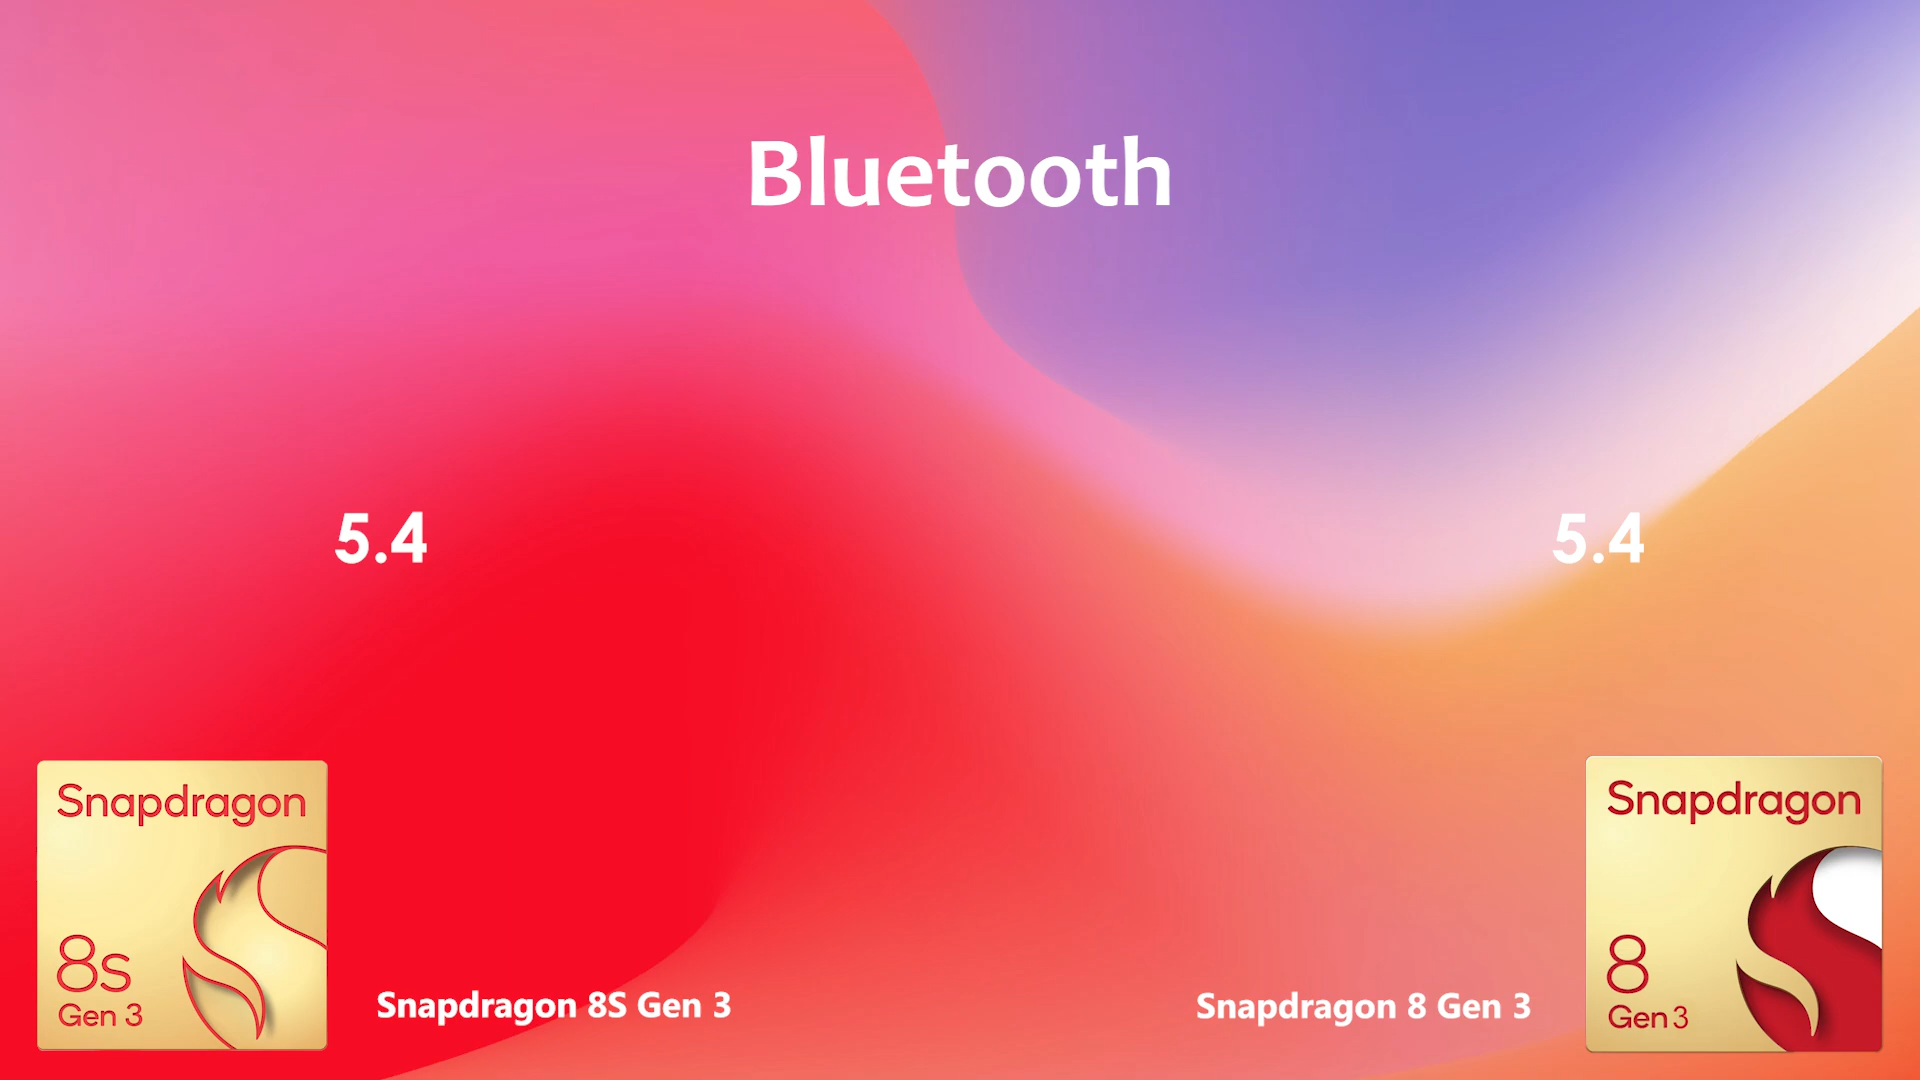 Bluetooth
5.4
5.4
Snapdragon
8s
Gen 3
Snapdragon 8S Gen 3
Snapdragon 8 Gen 3
Snapdragon
8
Gen 3